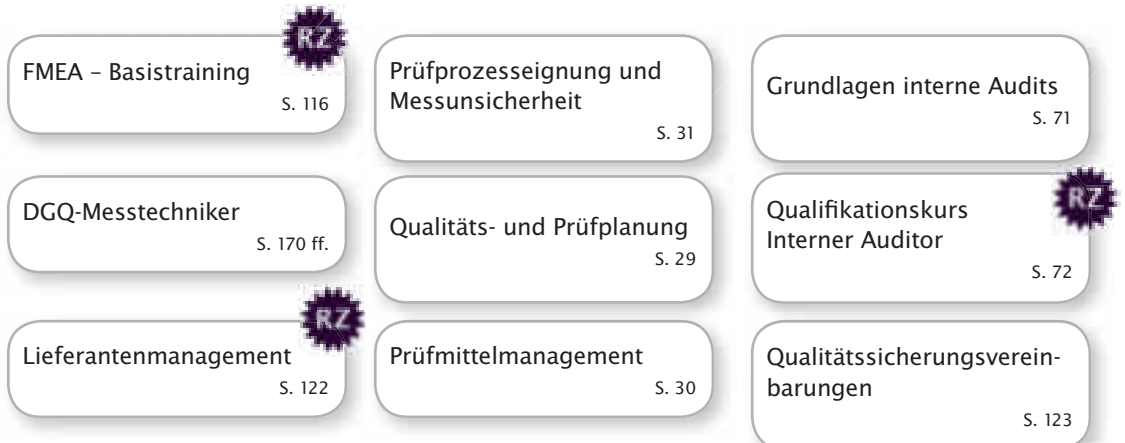 RZ
FMEA – Basistraining
S. 116
Prüfprozesseignung und
Messunsicherheit
S. 31
Grundlagen interne Audits
S. 71
DGQ-Messtechniker
S. 170 ff.
Qualitäts- und Prüfplanung
S. 29
RZ
Qualifikationskurs
Interner Auditor
S. 72
RZ
Lieferantenmanagement
S. 122
Prüfmittelmanagement
S. 30
Qualitätssicherungsverein-
barungen
S. 123